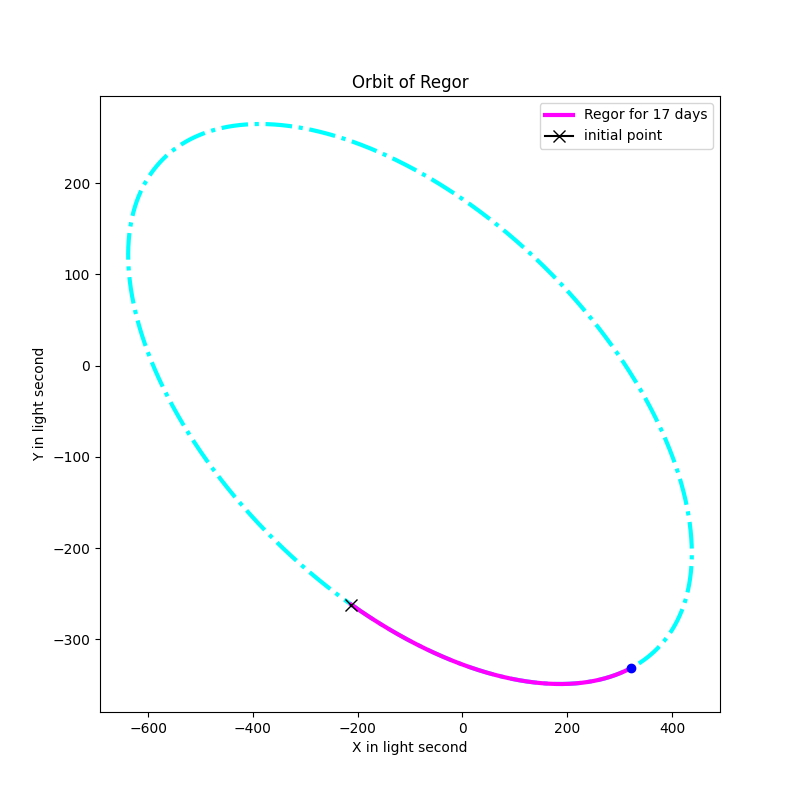 Orbit of Regor
Regor for 17 days
initial point
200
100
0
−100
−200
−300
Y in light second
−600
−400
−200
0
200
400
X in light second